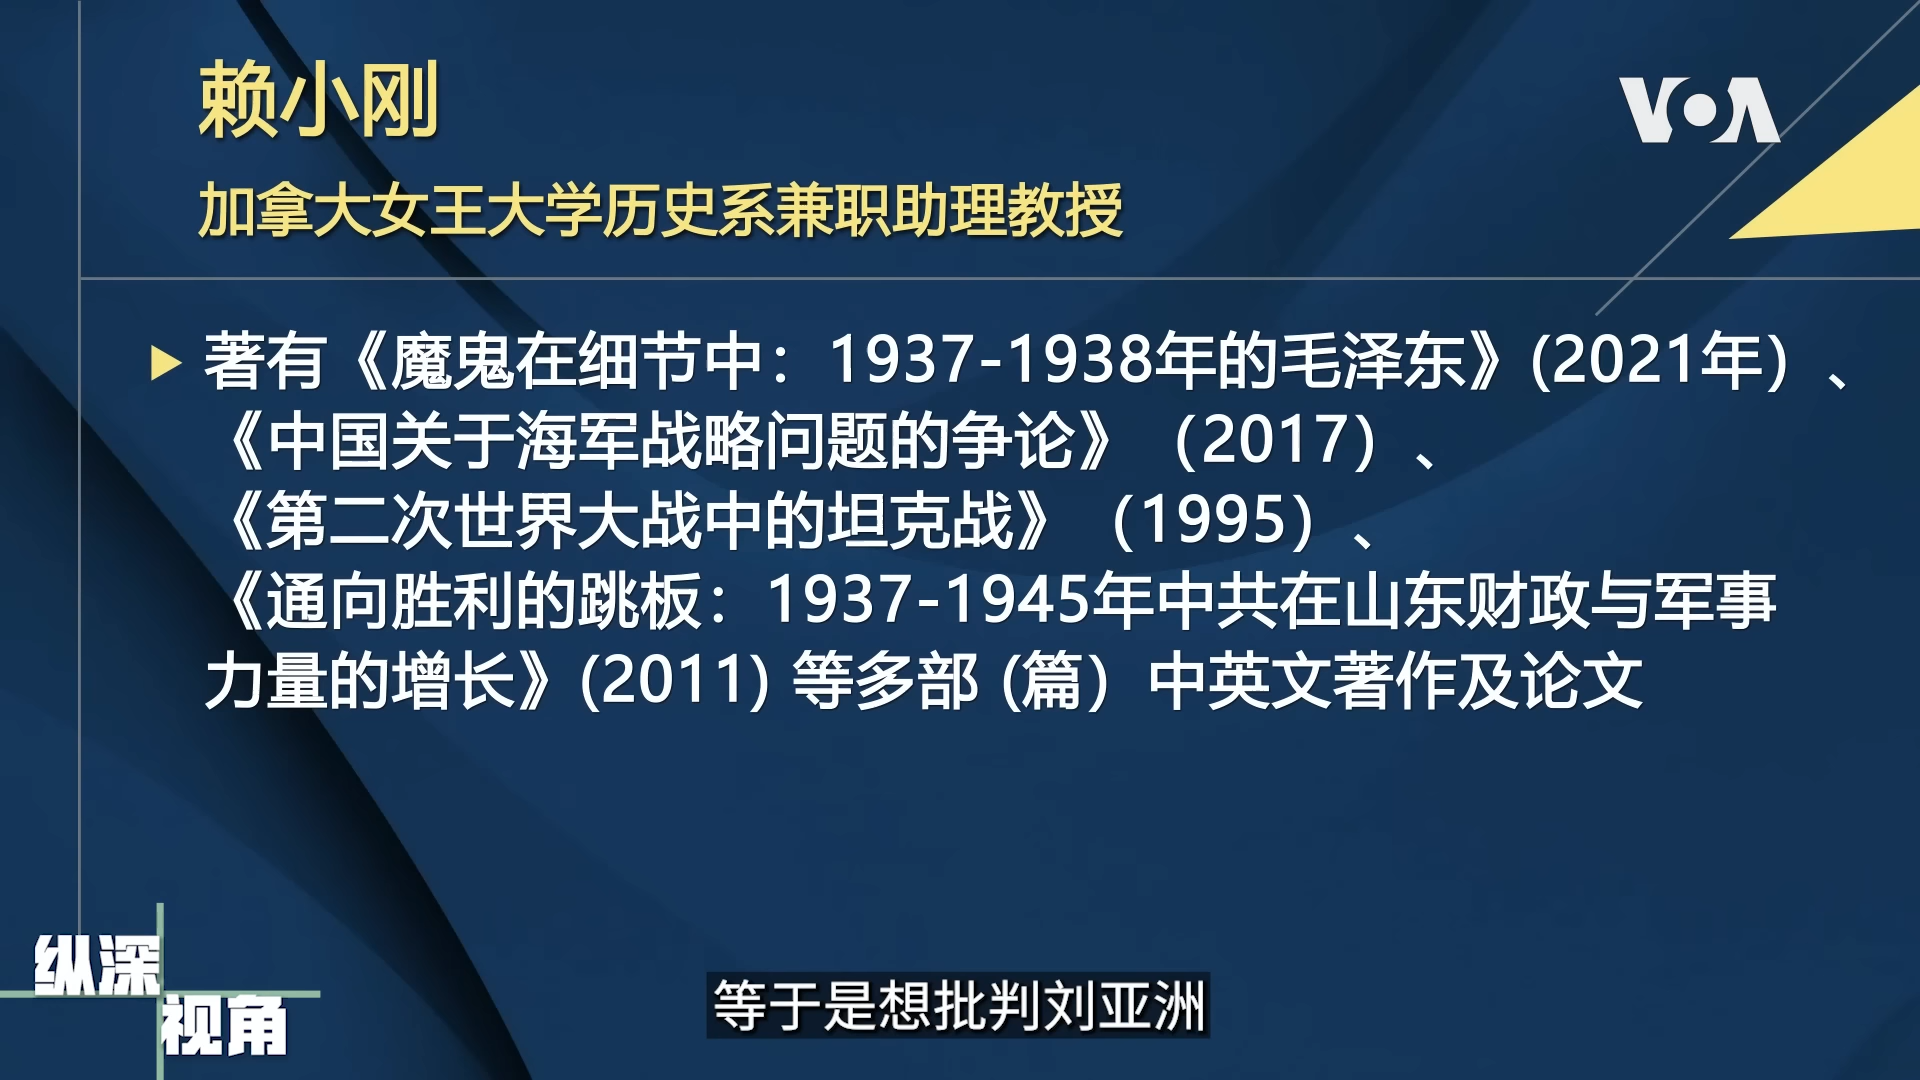 赖小刚
VOA
加拿大女王大学历史系兼职助理教授
著有《魔鬼在细节中：1937-1938年的毛泽东》(2021年）、
《中国关于海军战略问题的争论》（2017）、
《第二次世界大战中的坦克战》（1995）、
《通向胜利的跳板：1937-1945年中共在山东财政与军事
力量的增长》(2011) 等多部 (篇）中英文著作及论文
纵深
视角
等于是想批判刘亚洲